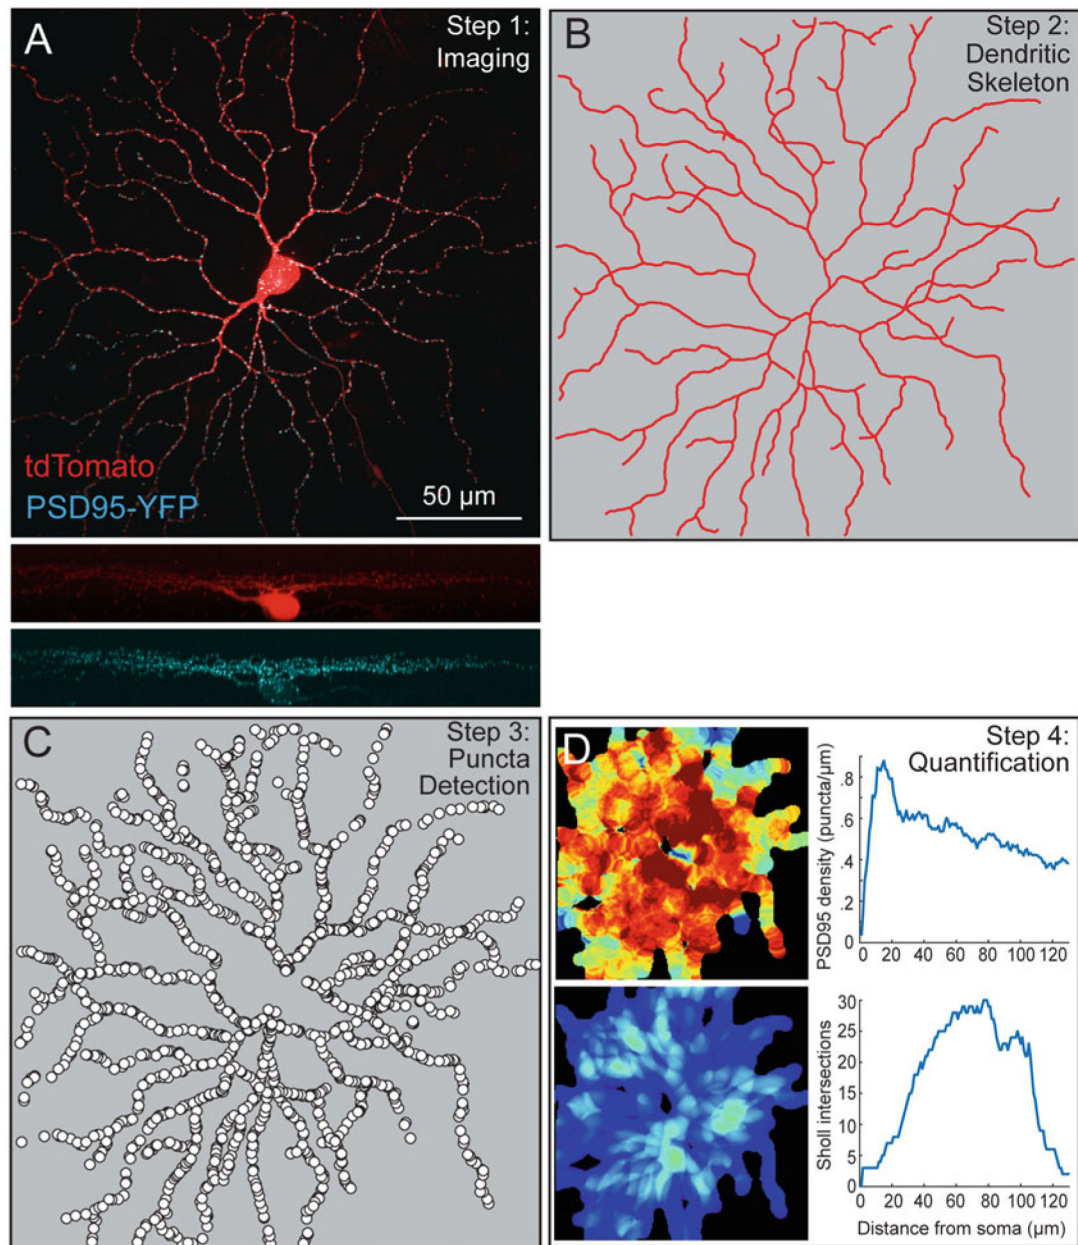 A
Step 1:
Imaging
tdTomato
PSD95-YFP
50 µm
B
Step 2:
Dendritic
Skeleton
C
Step 3:
Puncta
Detection
D
Step 4:
Quantification
PSD95 density (puncta/µm)
.8
.6
.4
.2
0
0 20 40 60 80 100 120
Sholl intersections
30
25
20
15
10
5
0
0 20 40 60 80 100 120
Distance from soma (µm)